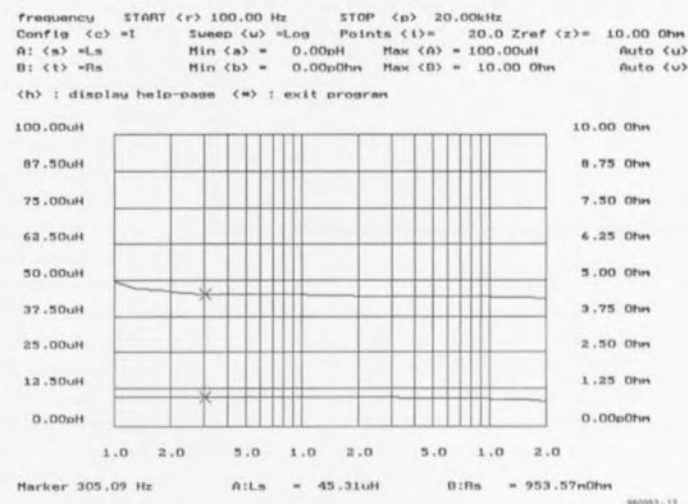 frequency START <r> 100.00 Hz STOP <p> 20.00kHz
Config <c> =I Sweep <w> =Log Points <i>= 20.0 Zref <z>= 10.00 Ohm
A: <s> =Ls Min <a> = 0.00pH Max <A> = 100.00uH Auto <u>
B: <t> =Rs Min <b> = 0.00pOhm Max <B> = 10.00 Ohm Auto <v>
<h> : display help-page <*> : exit program
100.00uH 10.00 Ohm
87.50uH 8.75 Ohm
75.00uH 7.50 Ohm
62.50uH 6.25 Ohm
50.00uH 5.00 Ohm
37.50uH 3.75 Ohm
25.00uH 2.50 Ohm
12.50uH 1.25 Ohm
0.00pH 0.00pOhm
1.0 2.0 5.0 1.0 2.0 5.0 1.0 2.0
Marker 305.09 Hz A:Ls = 45.31uH B:Rs = 953.57mOhm